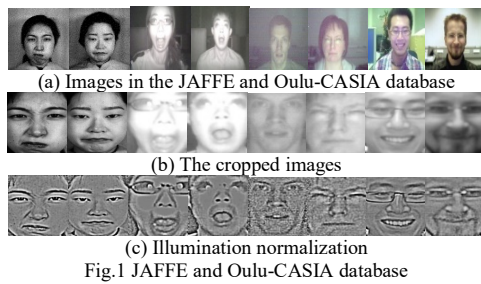 (a) Images in the JAFFE and Oulu-CASIA database
(b) The cropped images
(c) Illumination normalization
Fig.1 JAFFE and Oulu-CASIA database